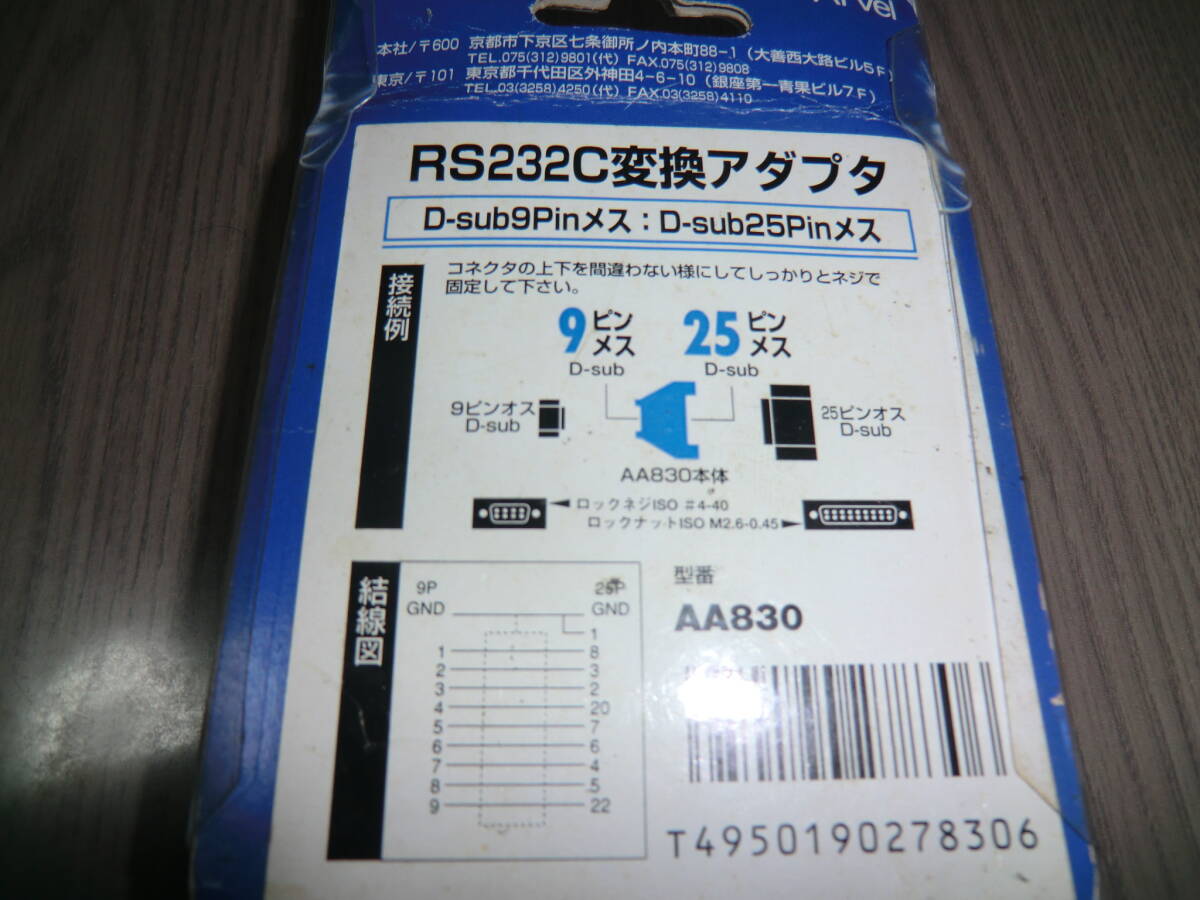 Arvel
本社/〒600 京都市下京区七条御所ノ内本町88-1（大善西大路ビル5F）
TEL.075(312)9801(代) FAX.075(312)9808
東京/〒101 東京都千代田区外神田4-6-10（銀座第一青果ビル7F）
TEL.03(3258)4250(代) FAX.03(3258)4110
RS232C変換アダプタ
D-sub9Pinメス：D-sub25Pinメス
接続例
コネクタの上下を間違わない様にしてしっかりとネジで
固定して下さい。
9ピンメス 25ピンメス
D-sub D-sub
9ピンオス
D-sub
25ピンオス
D-sub
AA830本体
ロックネジISO #4-40
ロックナットISO M2.6-0.45
結線図
9P 25P
GND GND
1
1 8
2 3
3 2
4 20
5 7
6 6
7 4
8 5
9 22
型番
AA830
T4950190278306